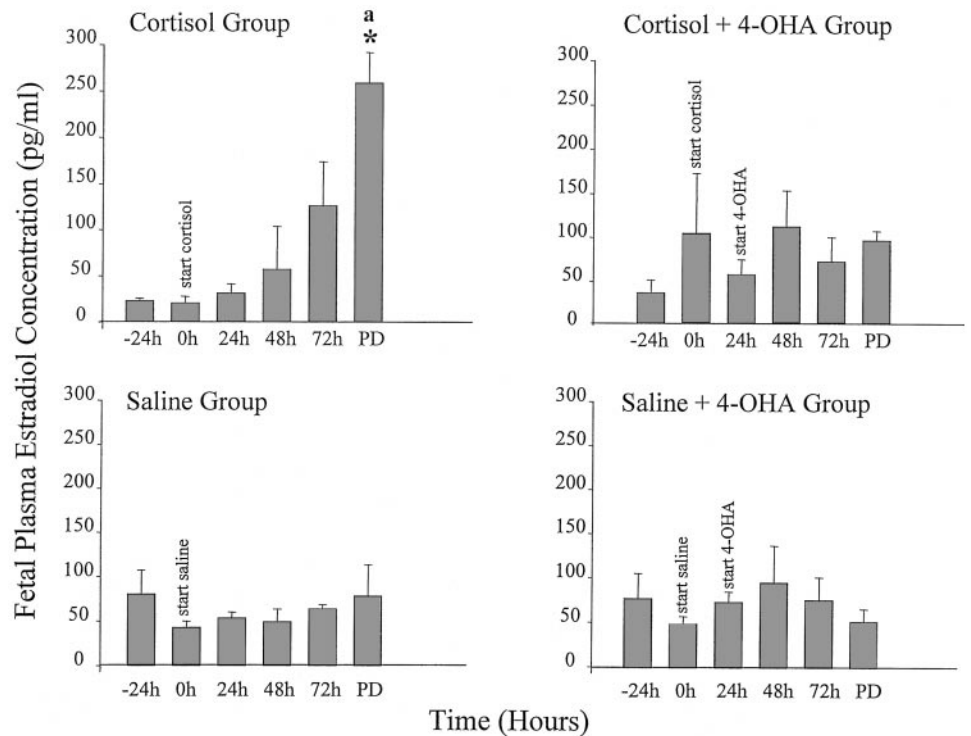 Fetal Plasma Estradiol Concentration (pg/ml)
Cortisol Group
a
*
300
250
200
150
100
50
0
start cortisol
-24h 0h 24h 48h 72h PD
Cortisol + 4-OHA Group
300
250
200
150
100
50
0
start cortisol
start 4-OHA
-24h 0h 24h 48h 72h PD
Saline Group
300
250
200
150
100
50
0
start saline
-24h 0h 24h 48h 72h PD
Saline + 4-OHA Group
300
250
200
150
100
50
0
start saline
start 4-OHA
-24h 0h 24h 48h 72h PD
Time (Hours)